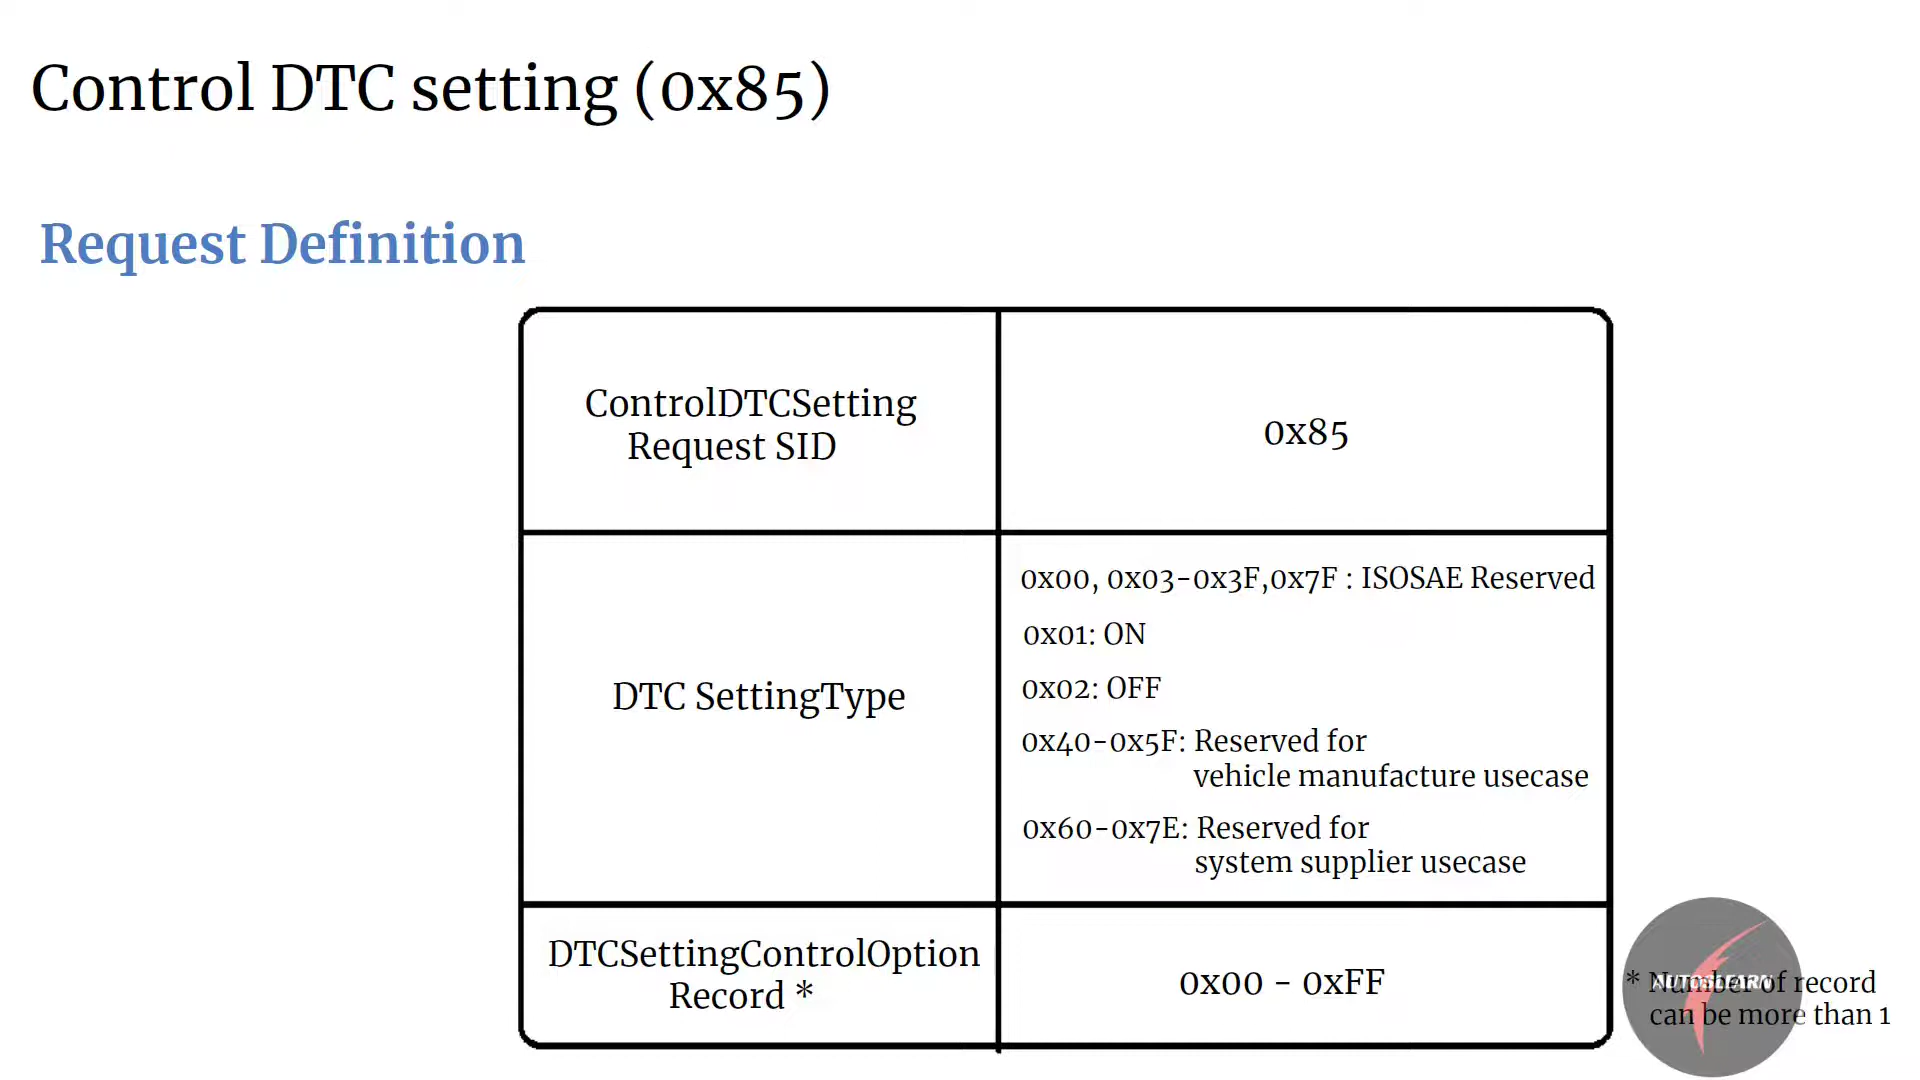 Control DTC setting (0x85)
Request Definition
ControlDTCSetting
Request SID
0x85
DTC SettingType
0x00, 0x03-0x3F,0x7F : ISOSAE Reserved
0x01: ON
0x02: OFF
0x40-0x5F: Reserved for
vehicle manufacture usecase
0x60-0x7E: Reserved for
system supplier usecase
DTCSettingControlOption
Record *
0x00 - 0xFF
* Number of record
can be more than 1
AUTOSLEARN